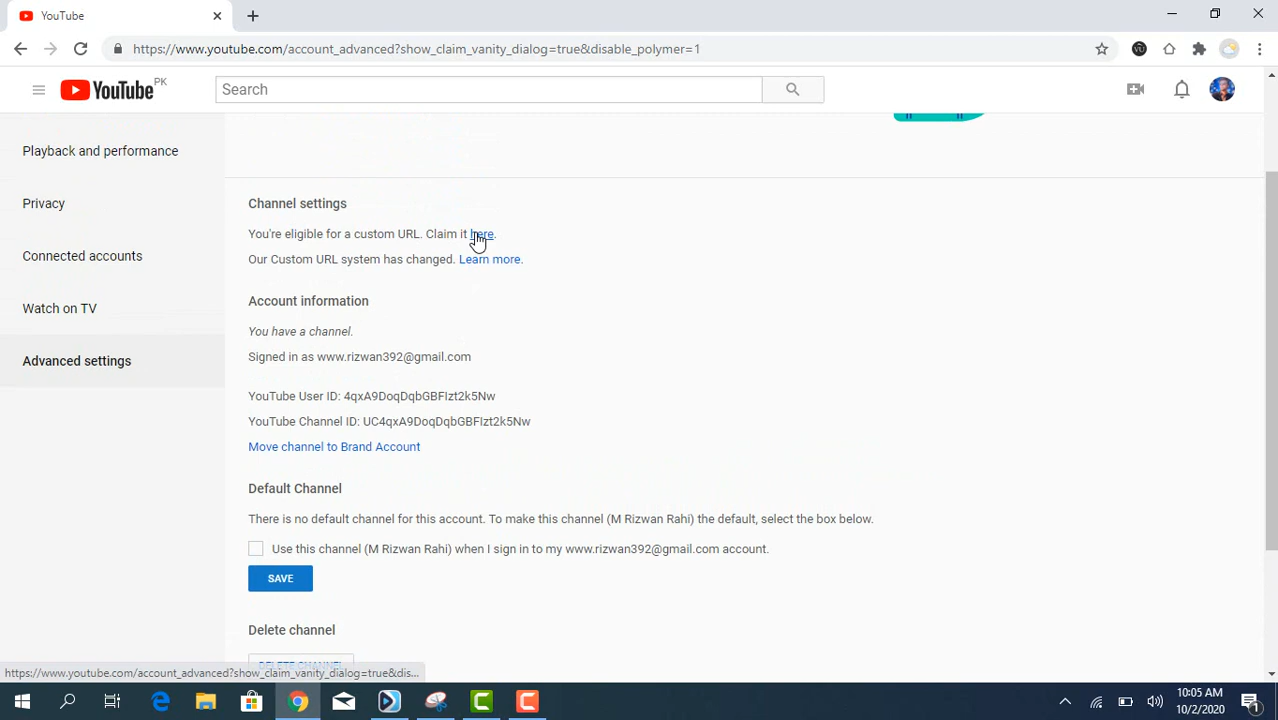 YouTube
https://www.youtube.com/account_advanced?show_claim_vanity_dialog=true&disable_polymer=1
VU
YouTube PK
Search
Playback and performance
Privacy
Connected accounts
Watch on TV
Advanced settings
Channel settings
You're eligible for a custom URL. Claim it here.
Our Custom URL system has changed. Learn more.
Account information
You have a channel.
Signed in as www.rizwan392@gmail.com
YouTube User ID: 4qxA9DoqDqbGBFIzt2k5Nw
YouTube Channel ID: UC4qxA9DoqDqbGBFIzt2k5Nw
Move channel to Brand Account
Default Channel
There is no default channel for this account. To make this channel (M Rizwan Rahi) the default, select the box below.
Use this channel (M Rizwan Rahi) when I sign in to my www.rizwan392@gmail.com account.
SAVE
Delete channel
DELETE CHANNEL
https://www.youtube.com/account_advanced?show_claim_vanity_dialog=true&dis...
10:05 AM
10/2/2020
1